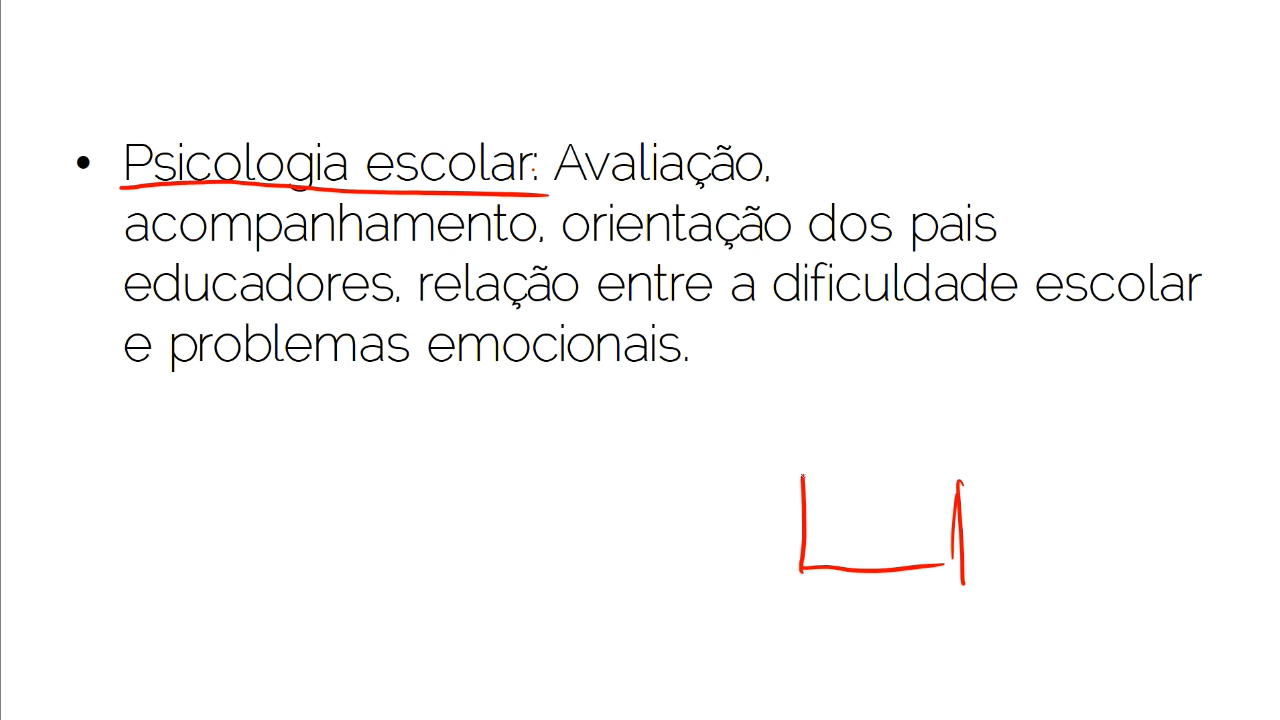 • Psicologia escolar: Avaliação,
acompanhamento, orientação dos pais
educadores, relação entre a dificuldade escolar
e problemas emocionais.